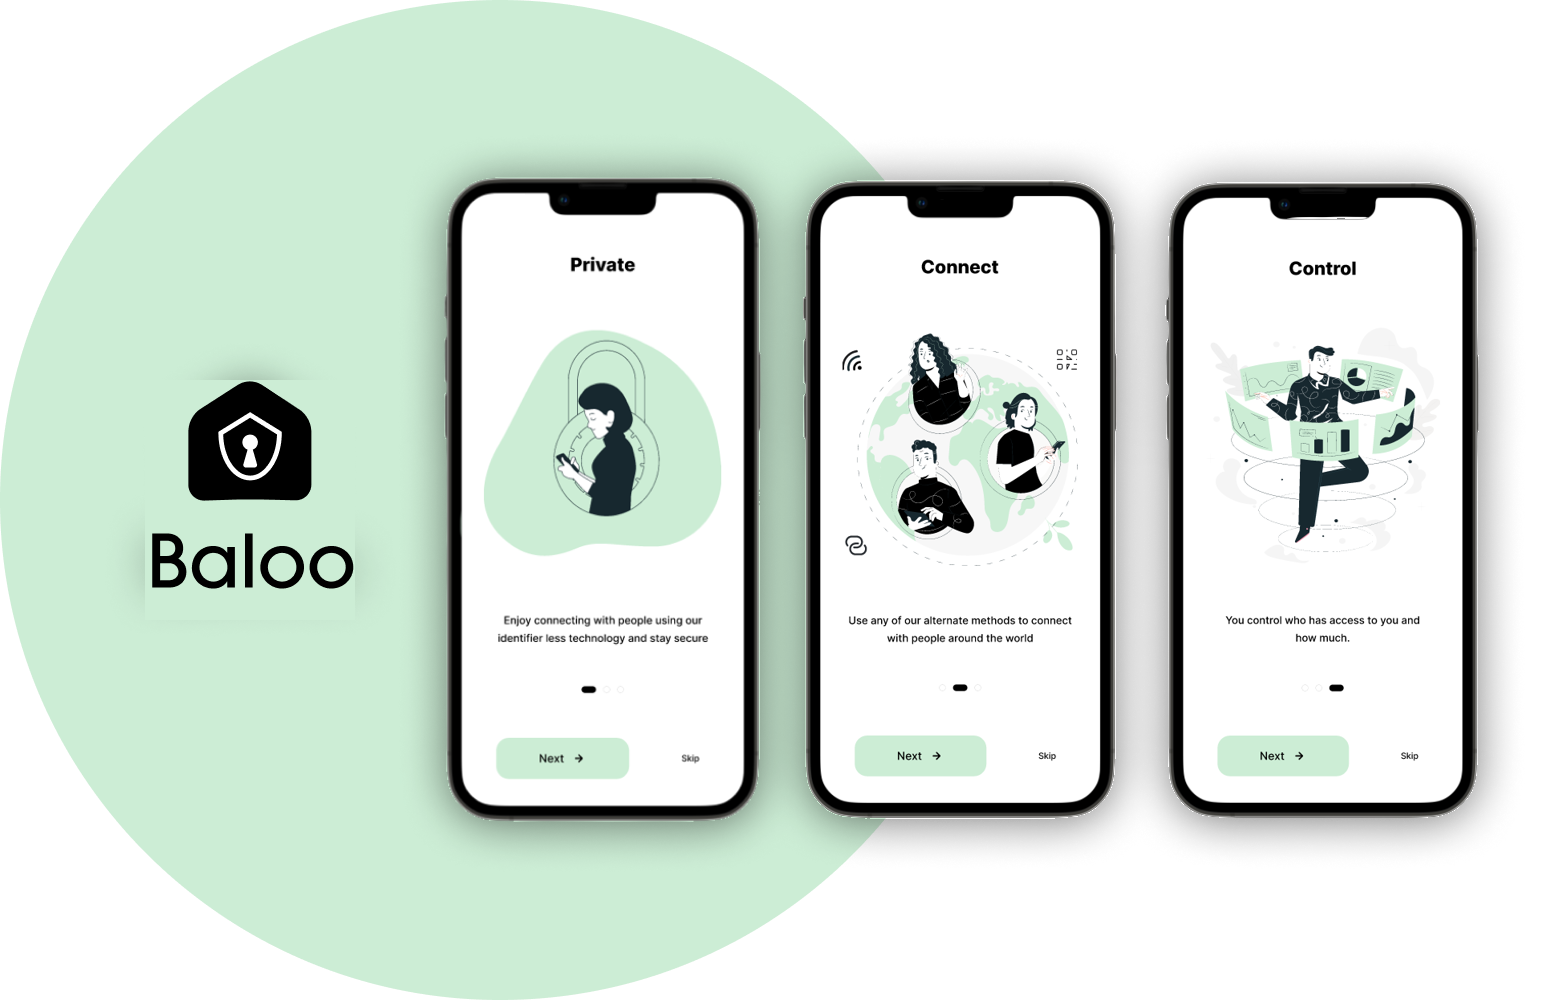 Baloo
Private
Enjoy connecting with people using our
identifier less technology and stay secure
Next
Skip
Connect
Use any of our alternate methods to connect
with people around the world
Next
Skip
Control
You control who has access to you and
how much.
Next
Skip